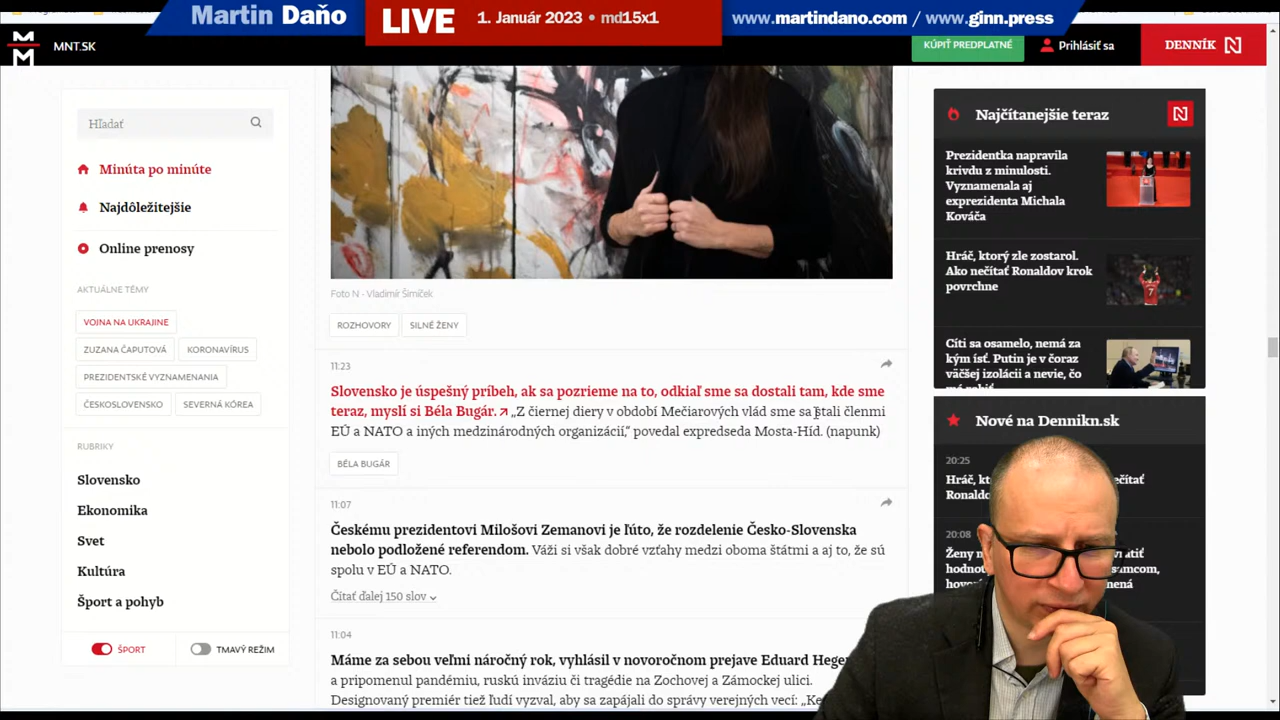 Martin Daňo
LIVE
1. Január 2023 • md15x1
www.martindano.com / www.ginn.press
MNT.SK
KÚPIŤ PREDPLATNÉ
Prihlásiť sa
DENNÍK N
Hľadať
Minúta po minúte
Najdôležitejšie
Online prenosy
AKTUÁLNE TÉMY
VOJNA NA UKRAJINE
ZUZANA ČAPUTOVÁ
KORONAVÍRUS
PREZIDENTSKÉ VYZNAMENANIA
ČESKOSLOVENSKO
SEVERNÁ KÓREA
RUBRIKY
Slovensko
Ekonomika
Svet
Kultúra
Šport a pohyb
ŠPORT
TMAVÝ REŽIM
Foto N - Vladimír Šimíček
ROZHOVORY
SILNÉ ŽENY
11:23
Slovensko je úspešný príbeh, ak sa pozrieme na to, odkiaľ sme sa dostali tam, kde sme
teraz, myslí si Béla Bugár. „Z čiernej diery v období Mečiarových vlád sme sa stali členmi
EÚ a NATO a iných medzinárodných organizácií,“ povedal expredseda Mosta-Híd. (napunk)
BÉLA BUGÁR
11:07
Českému prezidentovi Milošovi Zemanovi je ľúto, že rozdelenie Česko-Slovenska
nebolo podložené referendom. Váži si však dobré vzťahy medzi oboma štátmi a aj to, že sú
spolu v EÚ a NATO.
Čítať ďalej 150 slov
11:04
Máme za sebou veľmi náročný rok, vyhlásil v novoročnom prejave Eduard Heger
a pripomenul pandémiu, ruskú inváziu či tragédie na Zochovej a Zámockej ulici.
Designovaný premiér tiež ľudí vyzval, aby sa zapájali do správy verejných vecí:
Najčítanejšie teraz
N
Prezidentka napravila
krivdu z minulosti.
Vyznamenala aj
exprezidenta Michala
Kováča
Hráč, ktorý zle zostarol.
Ako nečítať Ronaldov krok
povrchne
Cíti sa osamelo, nemá za
kým ísť. Putin je v čoraz
väčšej izolácii a nevie, čo
má robiť
Nové na Dennikn.sk
20:25
Hráč, čítať
Ronaldov
20:08
Ženy
hodnot